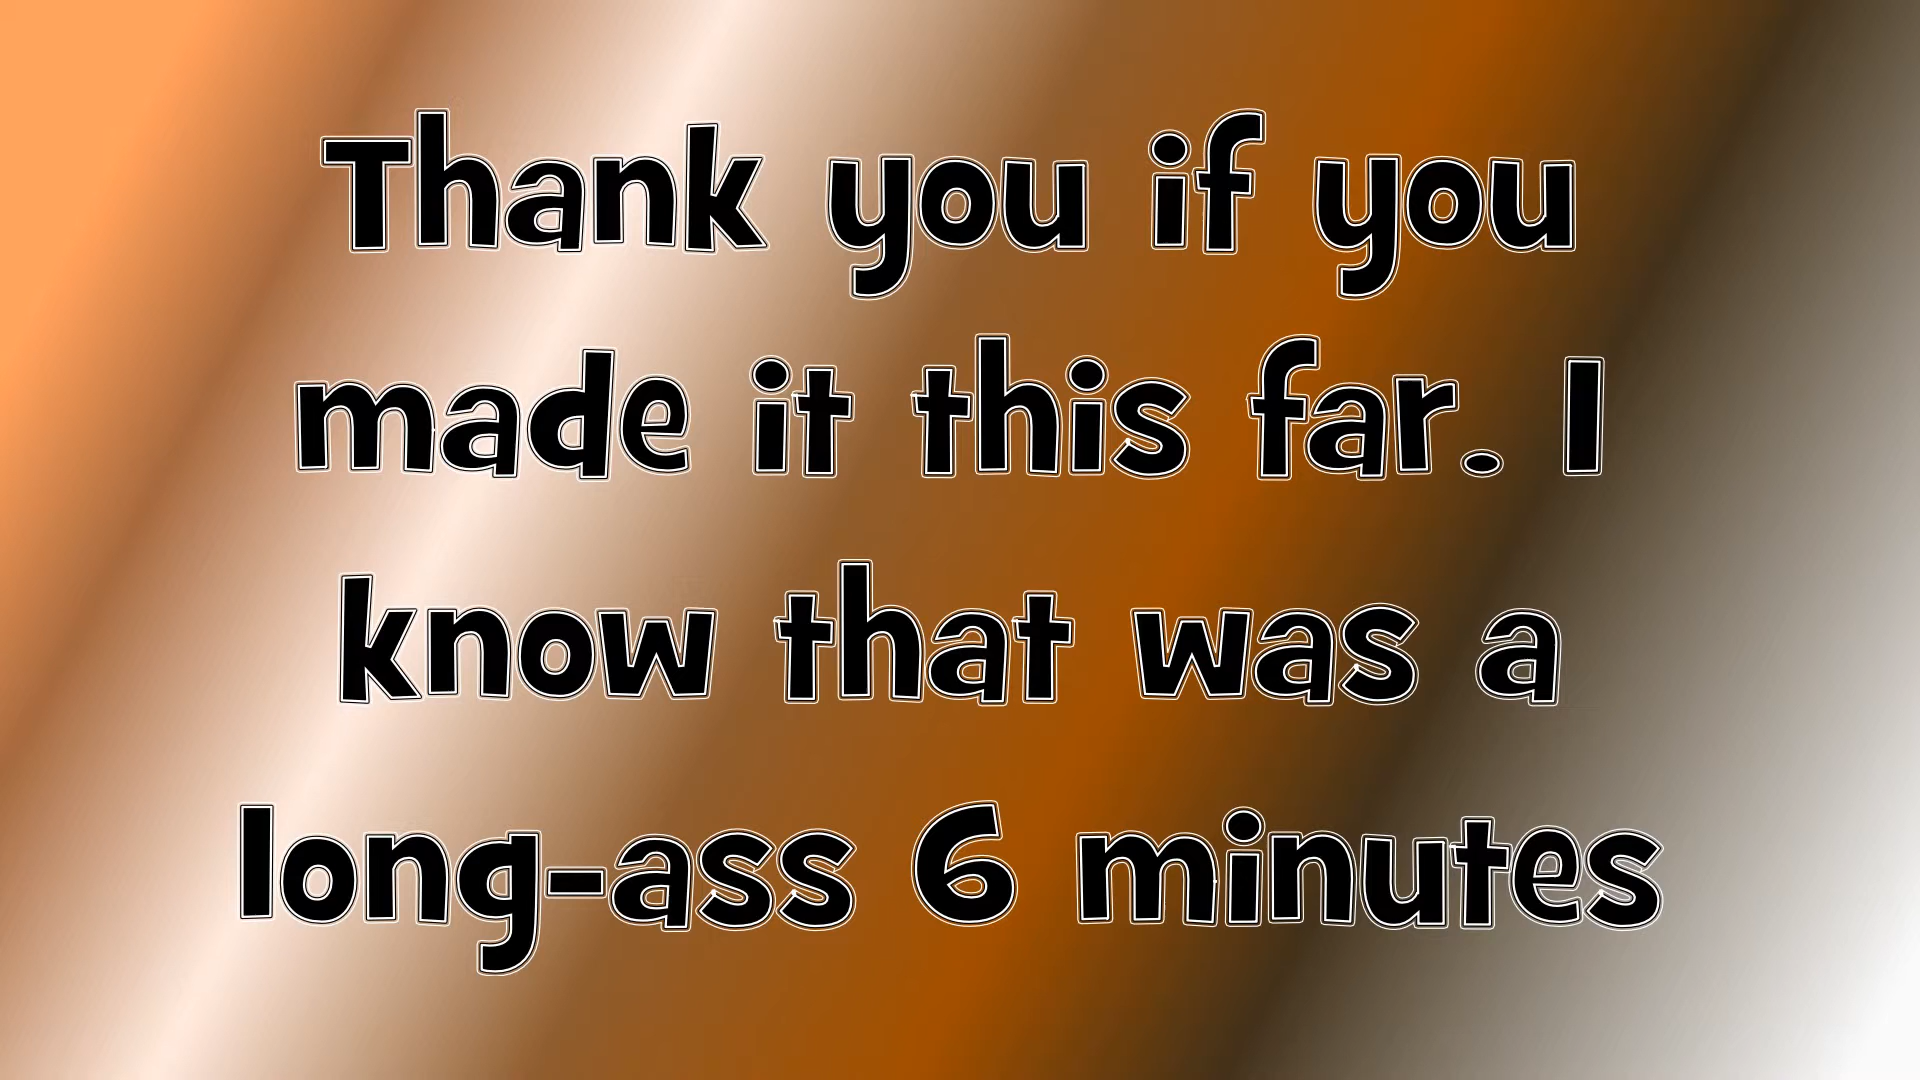 Thank you if you
made it this far. I
know that was a
long-ass 6 minutes